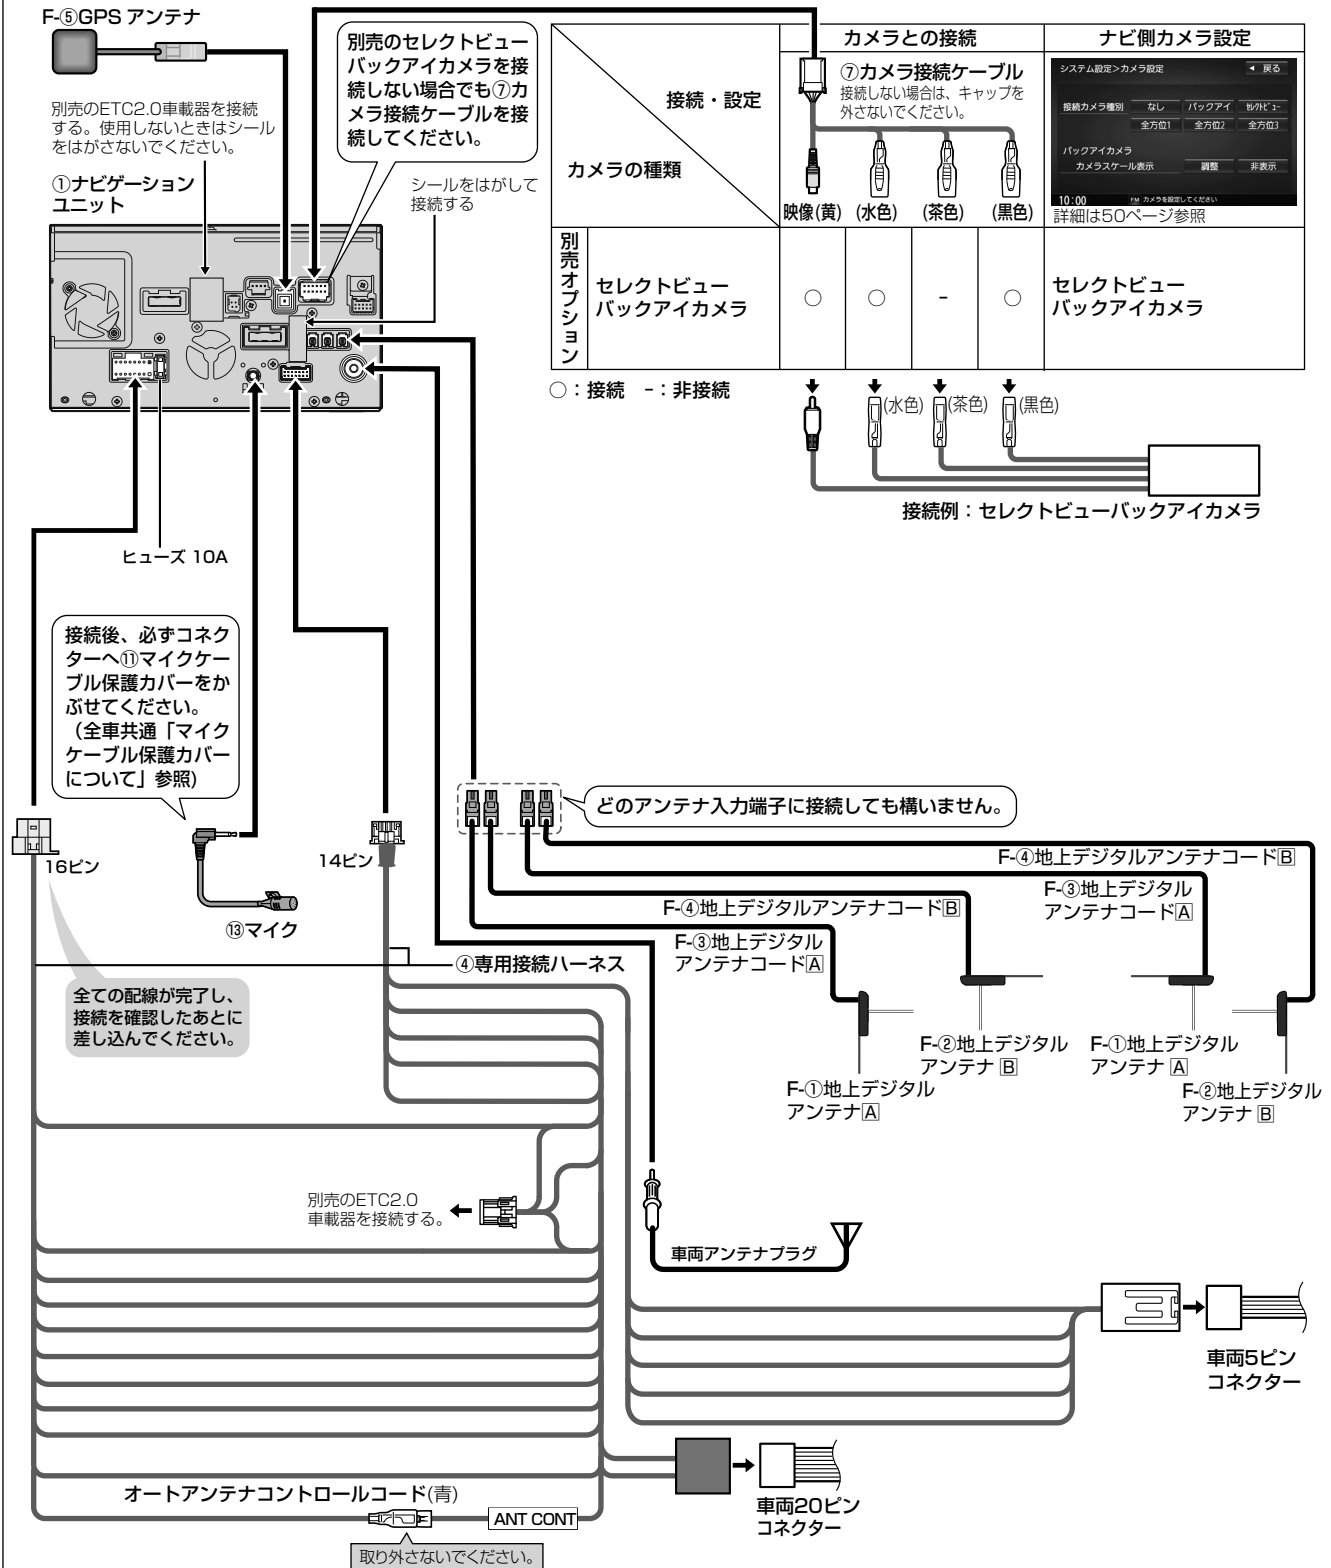 F-⑤GPS アンテナ
別売のETC2.0車載器を接続
する。使用しないときはシール
をはがさないでください。
①ナビゲーション
ユニット
別売のセレクトビュー
バックアイカメラを接
続しない場合でも⑦カ
メラ接続ケーブルを接
続してください。
シールをはがして
接続する
ヒューズ 10A
接続・設定
カメラの種類
カメラとの接続
ナビ側カメラ設定
⑦カメラ接続ケーブル
接続しない場合は、キャップを
外さないでください。
映像(黄) (水色) (茶色) (黒色)
システム設定>カメラ設定 ◀ 戻る
接続カメラ種別 なし バックアイ ｾﾚｸﾄﾋﾞｭｰ
全方位1 全方位2 全方位3
バックアイカメラ
カメラスケール表示 調整 非表示
10:00 FM カメラを設定してください
詳細は50ページ参照
別売オプション
セレクトビュー
バックアイカメラ
○ ○ - ○
セレクトビュー
バックアイカメラ
○：接続 -：非接続
(水色) (茶色) (黒色)
接続例：セレクトビューバックアイカメラ
接続後、必ずコネク
ターへ⑪マイクケー
ブル保護カバーをか
ぶせてください。
（全車共通「マイク
ケーブル保護カバー
について」参照)
16ピン
⑬マイク
14ピン
どのアンテナ入力端子に接続しても構いません。
F-④地上デジタルアンテナコードB
F-③地上デジタル
アンテナコードA
F-④地上デジタルアンテナコードB
F-③地上デジタル
アンテナコードA
④専用接続ハーネス
全ての配線が完了し、
接続を確認したあとに
差し込んでください。
F-②地上デジタル
アンテナ B
F-①地上デジタル
アンテナ A
F-①地上デジタル
アンテナA
F-②地上デジタル
アンテナ B
別売のETC2.0
車載器を接続する。
車両アンテナプラグ
車両5ピン
コネクター
オートアンテナコントロールコード(青)
ANT CONT
取り外さないでください。
車両20ピン
コネクター